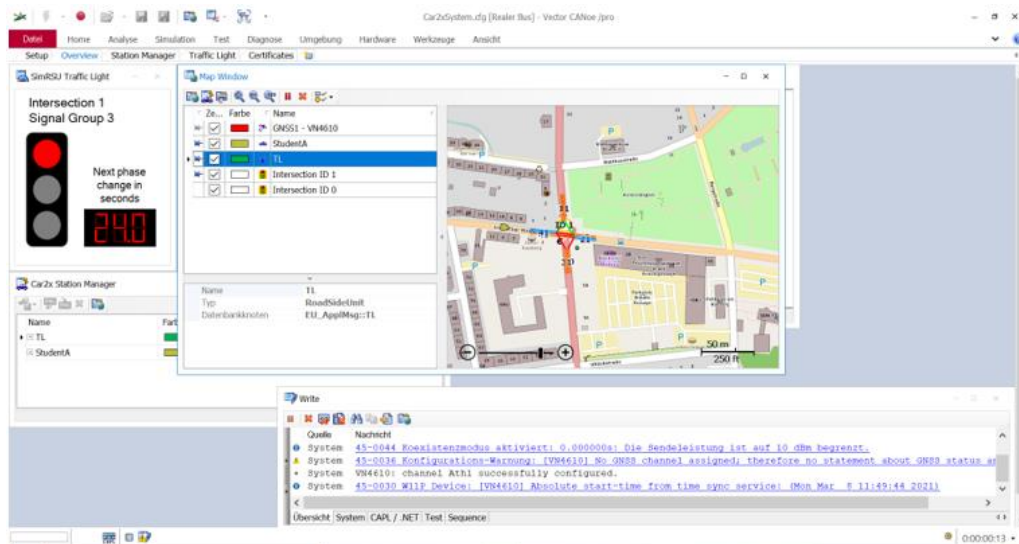 Car2xSystem.cfg [Realer Bus] - Vector CANoe /pro
Datei Home Analyse Simulation Test Diagnose Umgebung Hardware Werkzeuge Ansicht
Setup Overview Station Manager Traffic Light Certificates
SimRSU Traffic Light
Intersection 1
Signal Group 3
Next phase
change in
seconds
24.0
Map Window
Ze... Farbe Name
GNSS1 - VN4610
StudentA
TL
Intersection ID 1
Intersection ID 0
Name TL
Typ RoadSideUnit
Datenbankknoten EU_ApplMsg::TL
50 m
250 ft
Car2x Station Manager
Name Farb
TL
StudentA
Write
Quelle Nachricht
System 45-0044 Koexistenzmodus aktiviert: 0.000000s: Die Sendeleistung ist auf 10 dBm begrenzt.
System 45-0036 Konfigurations-Warnung: [VN4610] No GNSS channel assigned; therefore no statement about GNSS status
System VN4610: channel Ath1 successfully configured.
System 45-0030 W11P Device: [VN4610] Absolute start-time from time sync service: (Mon Mar 8 11:49:44 2021)
Übersicht System CAPL / .NET Test Sequence
0:00:00:13